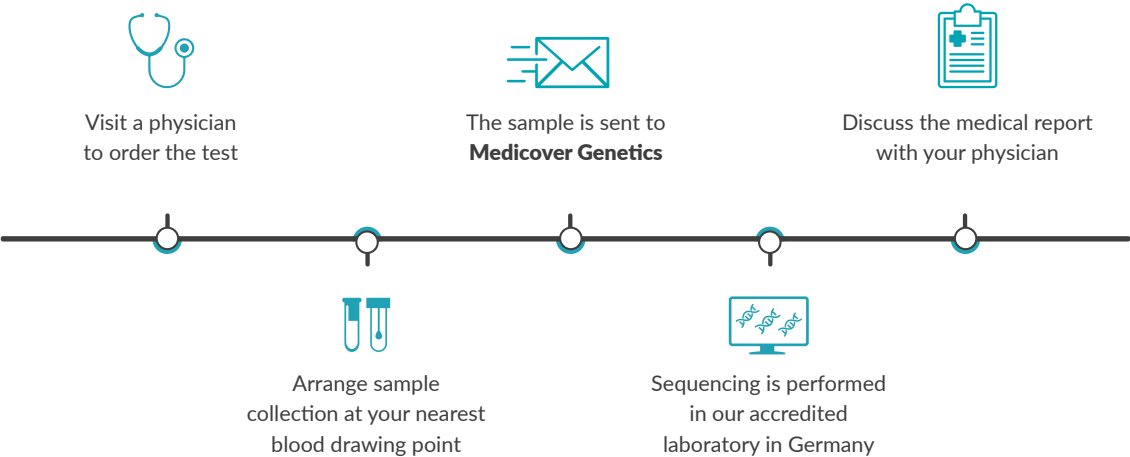 Visit a physician
to order the test
The sample is sent to
Medicover Genetics
Discuss the medical report
with your physician
Arrange sample
collection at your nearest
blood drawing point
Sequencing is performed
in our accredited
laboratory in Germany